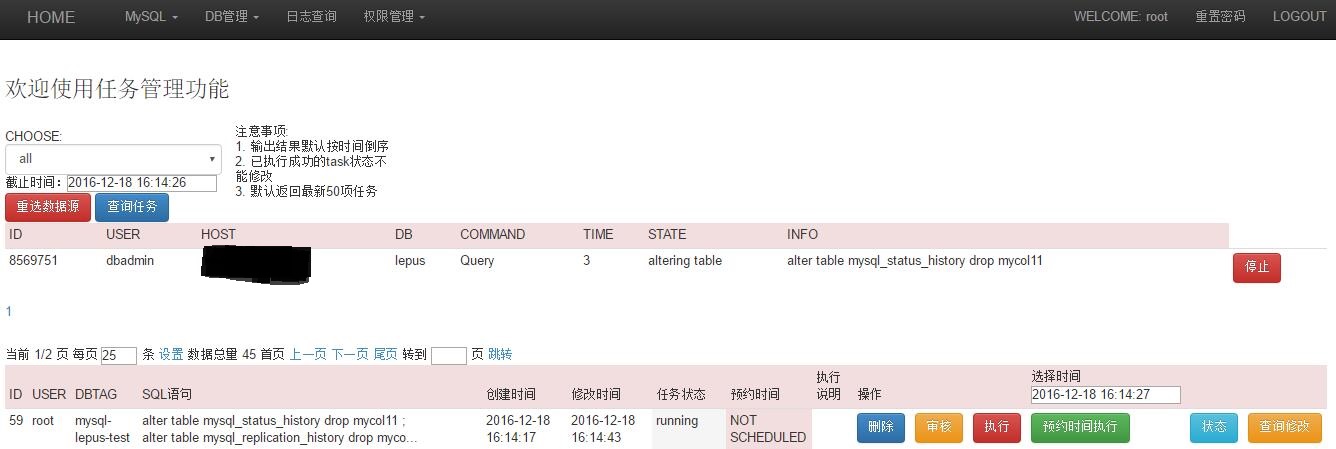 HOME MySQL DB管理 日志查询 权限管理 WELCOME: root 重置密码 LOGOUT
欢迎使用任务管理功能
CHOOSE:
all
截止时间: 2016-12-18 16:14:26
重选数据源 查询任务
注意事项:
1. 输出结果默认按时间倒序
2. 已执行成功的task状态不
能修改
3. 默认返回最新50项任务
ID USER HOST DB COMMAND TIME STATE INFO
8569751 dbadmin lepus Query 3 altering table alter table mysql_status_history drop mycol11 停止
1
当前 1/2 页 每页 25 条 设置 数据总量 45 首页 上一页 下一页 尾页 转到 页 跳转
ID USER DBTAG SQL语句 创建时间 修改时间 任务状态 预约时间 执行 说明 操作 选择时间
2016-12-18 16:14:27
59 root mysql- alter table mysql_status_history drop mycol11 ; 2016-12-18 2016-12-18 running NOT 删除 审核 执行 预约时间执行 状态 查询修改
lepus-test alter table mysql_replication_history drop myco... 16:14:17 16:14:43 SCHEDULED